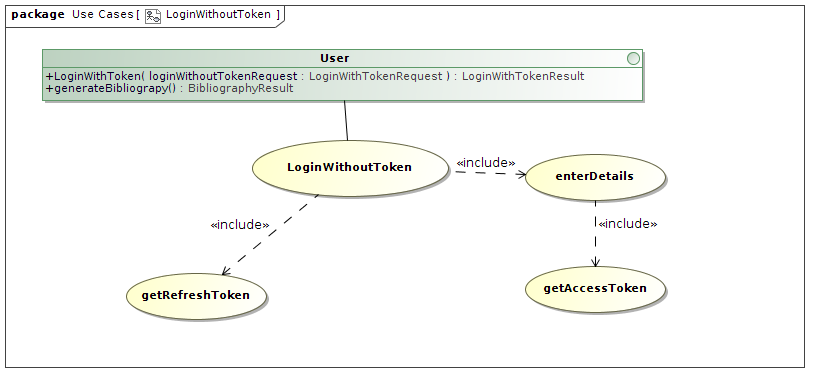 package Use Cases [ LoginWithoutToken ]
User
+LoginWithToken( loginWithoutTokenRequest : LoginWithTokenRequest ) : LoginWithTokenResult
+generateBibliograpy() : BibliographyResult
LoginWithoutToken
«include»
enterDetails
«include»
«include»
getRefreshToken
getAccessToken